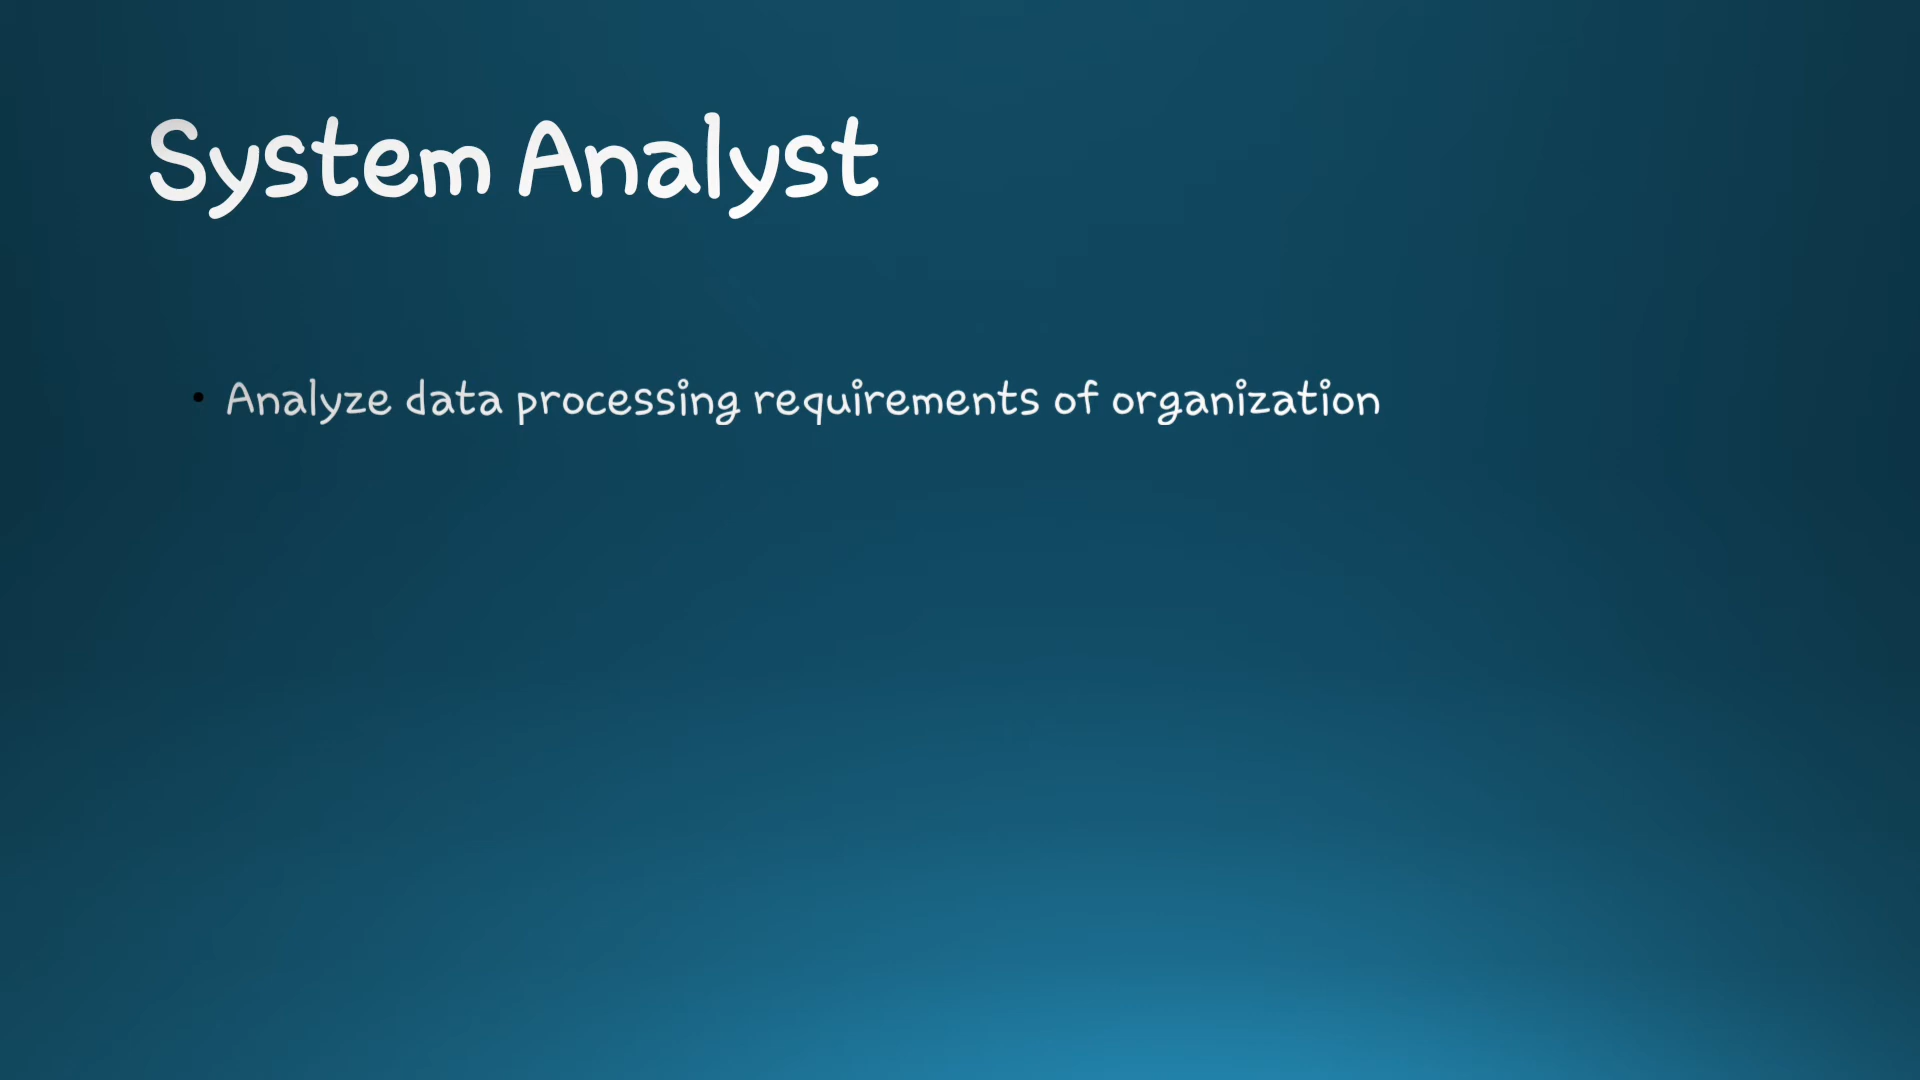 System Analyst
• Analyze data processing requirements of organization